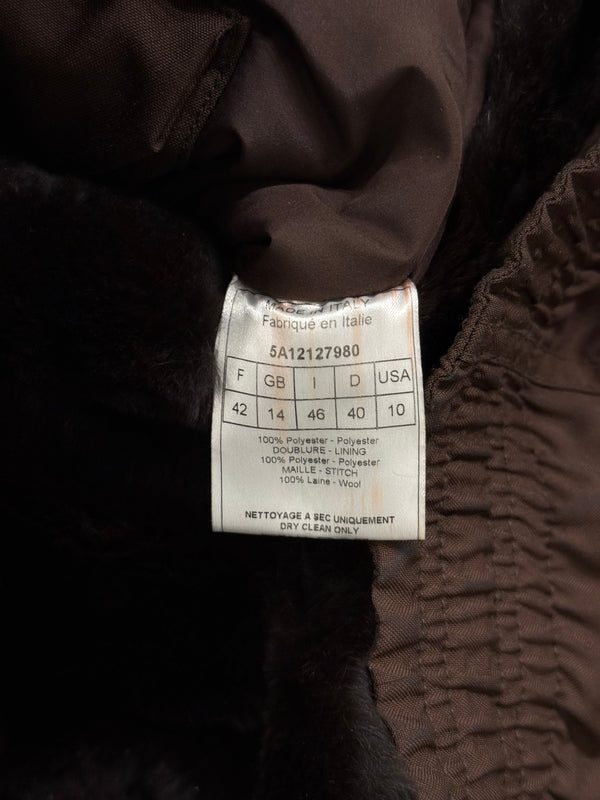 MADE IN ITALY
Fabriqué en Italie
5A12127980
F GB I D USA
42 14 46 40 10
100% Polyester - Polyester
DOUBLURE - LINING
100% Polyester - Polyester
MAILLE - STITCH
100% Laine - Wool
NETTOYAGE A SEC UNIQUEMENT
DRY CLEAN ONLY